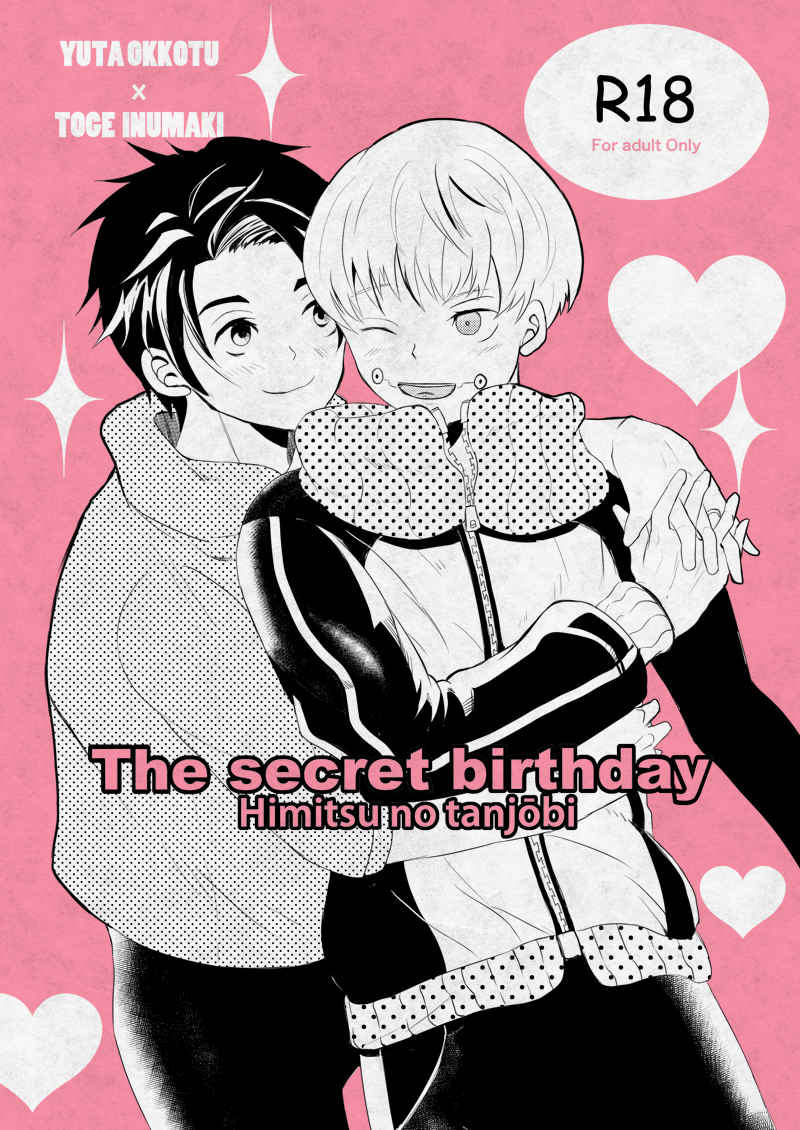 YUTA OKKOTU
x
TOGE INUMAKI
R18
For adult Only
The secret birthday
Himitsu no tanjōbi